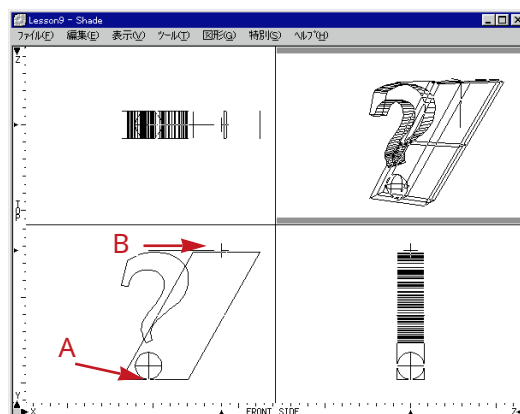 Lesson9 - Shade
ファイル(F) 編集(E) 表示(V) ツール(T) 図形(G) 特別(S) ヘルプ(H)
Z
TOP
B
?
A
Y
X FRONT SIDE Z